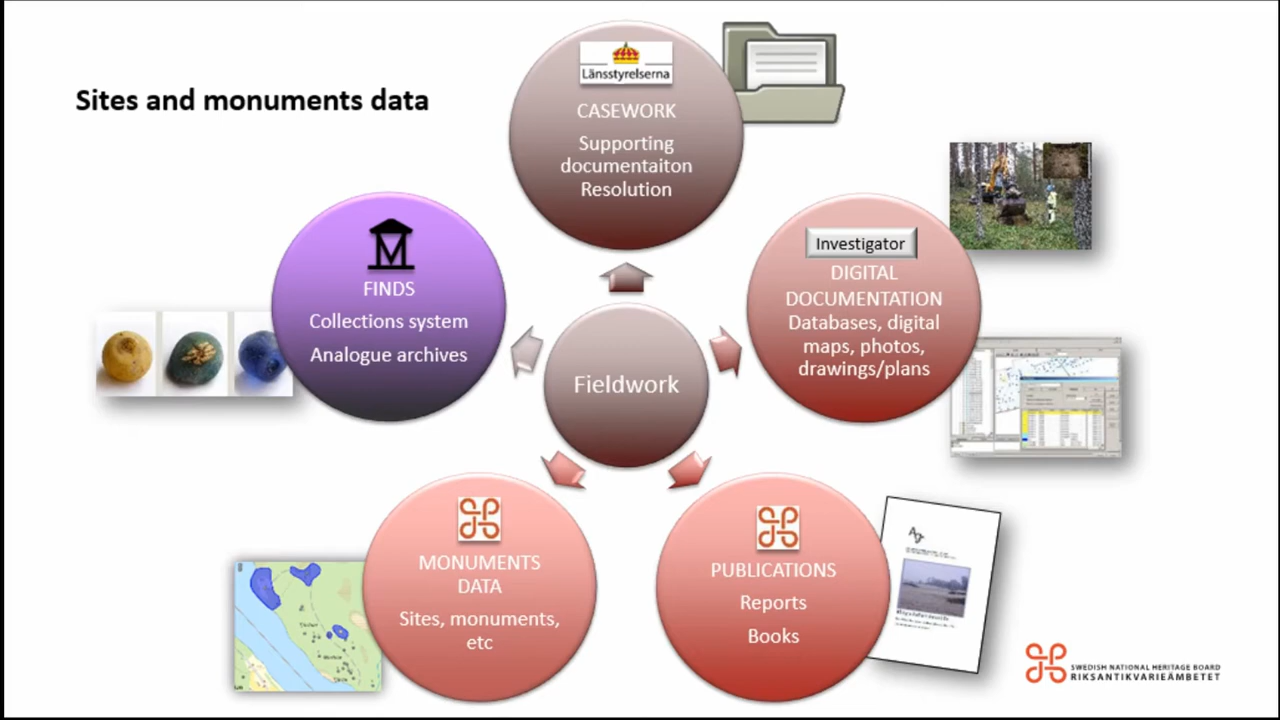 Sites and monuments data
Länsstyrelserna
CASEWORK
Supporting
documentaiton
Resolution
Investigator
DIGITAL
DOCUMENTATION
Databases, digital
maps, photos,
drawings/plans
FINDS
Collections system
Analogue archives
Fieldwork
MONUMENTS
DATA
Sites, monuments,
etc
PUBLICATIONS
Reports
Books
SWEDISH NATIONAL HERITAGE BOARD
RIKSANTIKVARIEÄMBETET